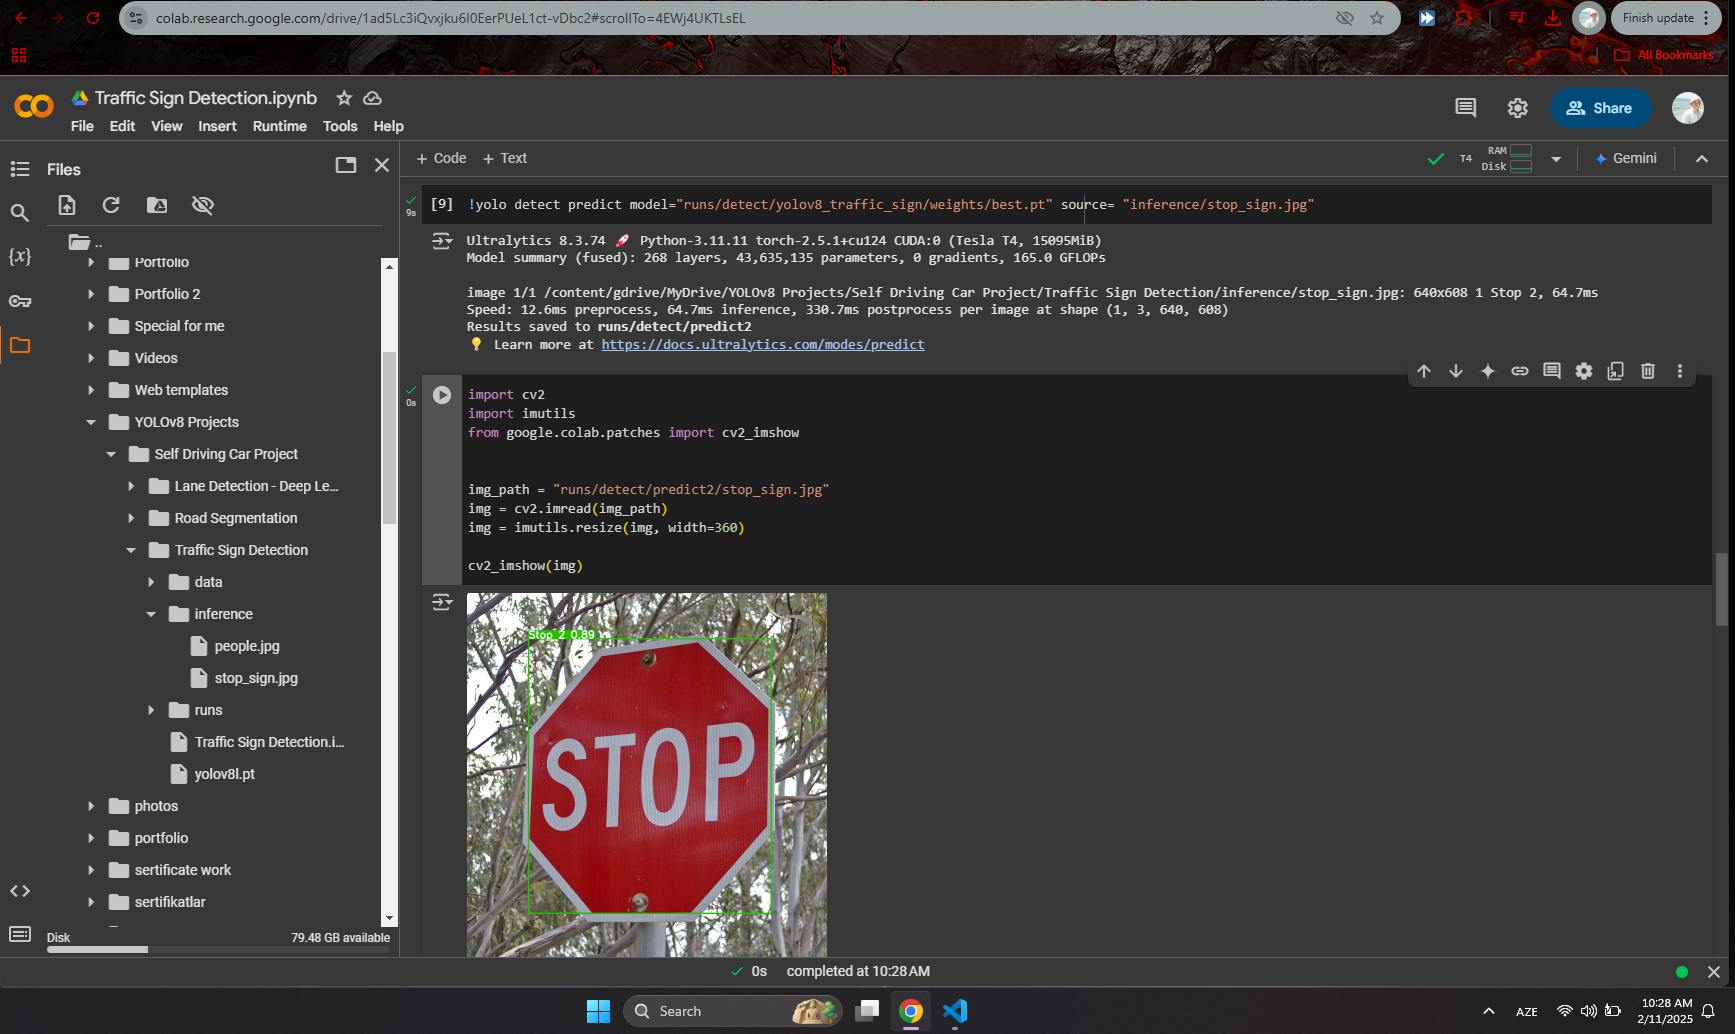 colab.research.google.com/drive/1ad5Lc3iQvxjku6I0EerPUeL1ct-vDbc2#scrollTo=4EWj4UKTLsEL
Finish update
All Bookmarks
Traffic Sign Detection.ipynb
File Edit View Insert Runtime Tools Help
Share
Files
+ Code + Text
T4 RAM
Disk
Gemini
..
Portfolio
Portfolio 2
Special for me
Videos
Web templates
YOLOv8 Projects
Self Driving Car Project
Lane Detection - Deep Le...
Road Segmentation
Traffic Sign Detection
data
inference
people.jpg
stop_sign.jpg
runs
Traffic Sign Detection.i...
yolov8l.pt
photos
portfolio
sertificate work
sertifikatlar
Disk 79.48 GB available
9s
[9] !yolo detect predict model="runs/detect/yolov8_traffic_sign/weights/best.pt" source= "inference/stop_sign.jpg"
Ultralytics 8.3.74 🚀 Python-3.11.11 torch-2.5.1+cu124 CUDA:0 (Tesla T4, 15095MiB)
Model summary (fused): 268 layers, 43,635,135 parameters, 0 gradients, 165.0 GFLOPs
image 1/1 /content/gdrive/MyDrive/YOLOv8 Projects/Self Driving Car Project/Traffic Sign Detection/inference/stop_sign.jpg: 640x608 1 Stop 2, 64.7ms
Speed: 12.6ms preprocess, 64.7ms inference, 330.7ms postprocess per image at shape (1, 3, 640, 608)
Results saved to runs/detect/predict2
💡 Learn more at https://docs.ultralytics.com/modes/predict
0s
import cv2
import imutils
from google.colab.patches import cv2_imshow
img_path = "runs/detect/predict2/stop_sign.jpg"
img = cv2.imread(img_path)
img = imutils.resize(img, width=360)
cv2_imshow(img)
Stop_2 0.89
STOP
0s completed at 10:28 AM
Search
AZE
10:28 AM
2/11/2025